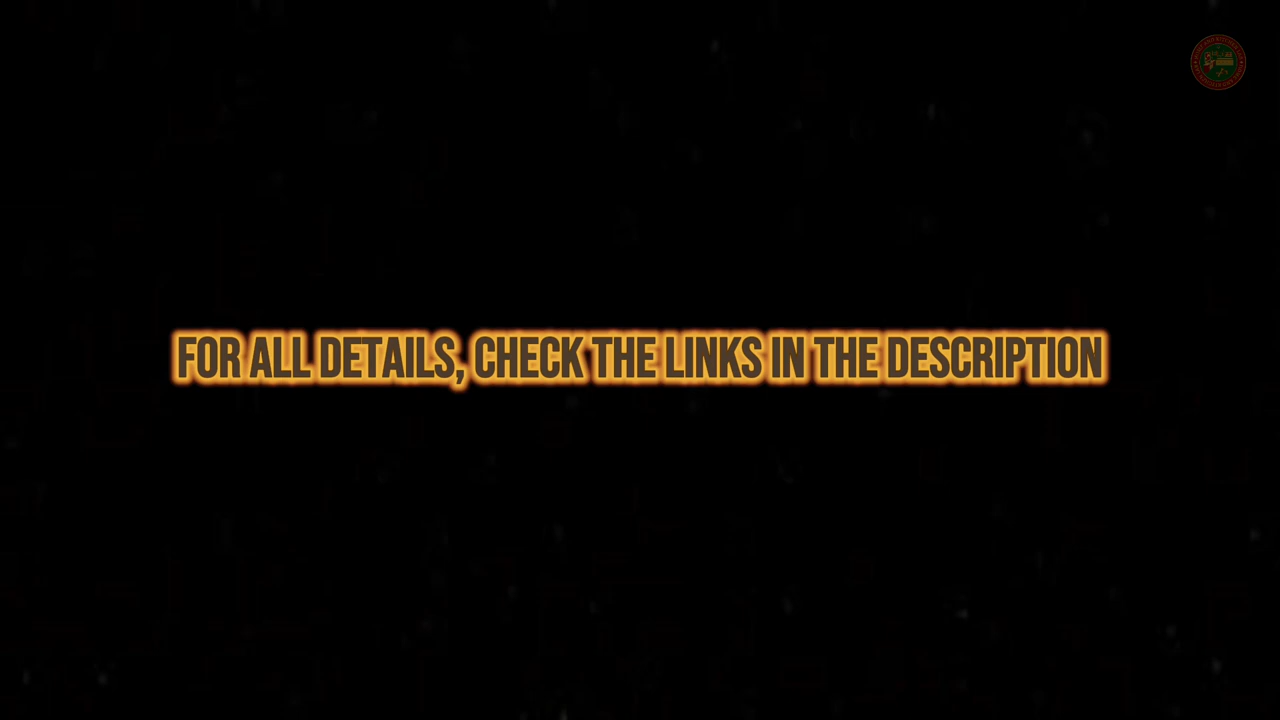 FOR ALL DETAILS, CHECK THE LINKS IN THE DESCRIPTION